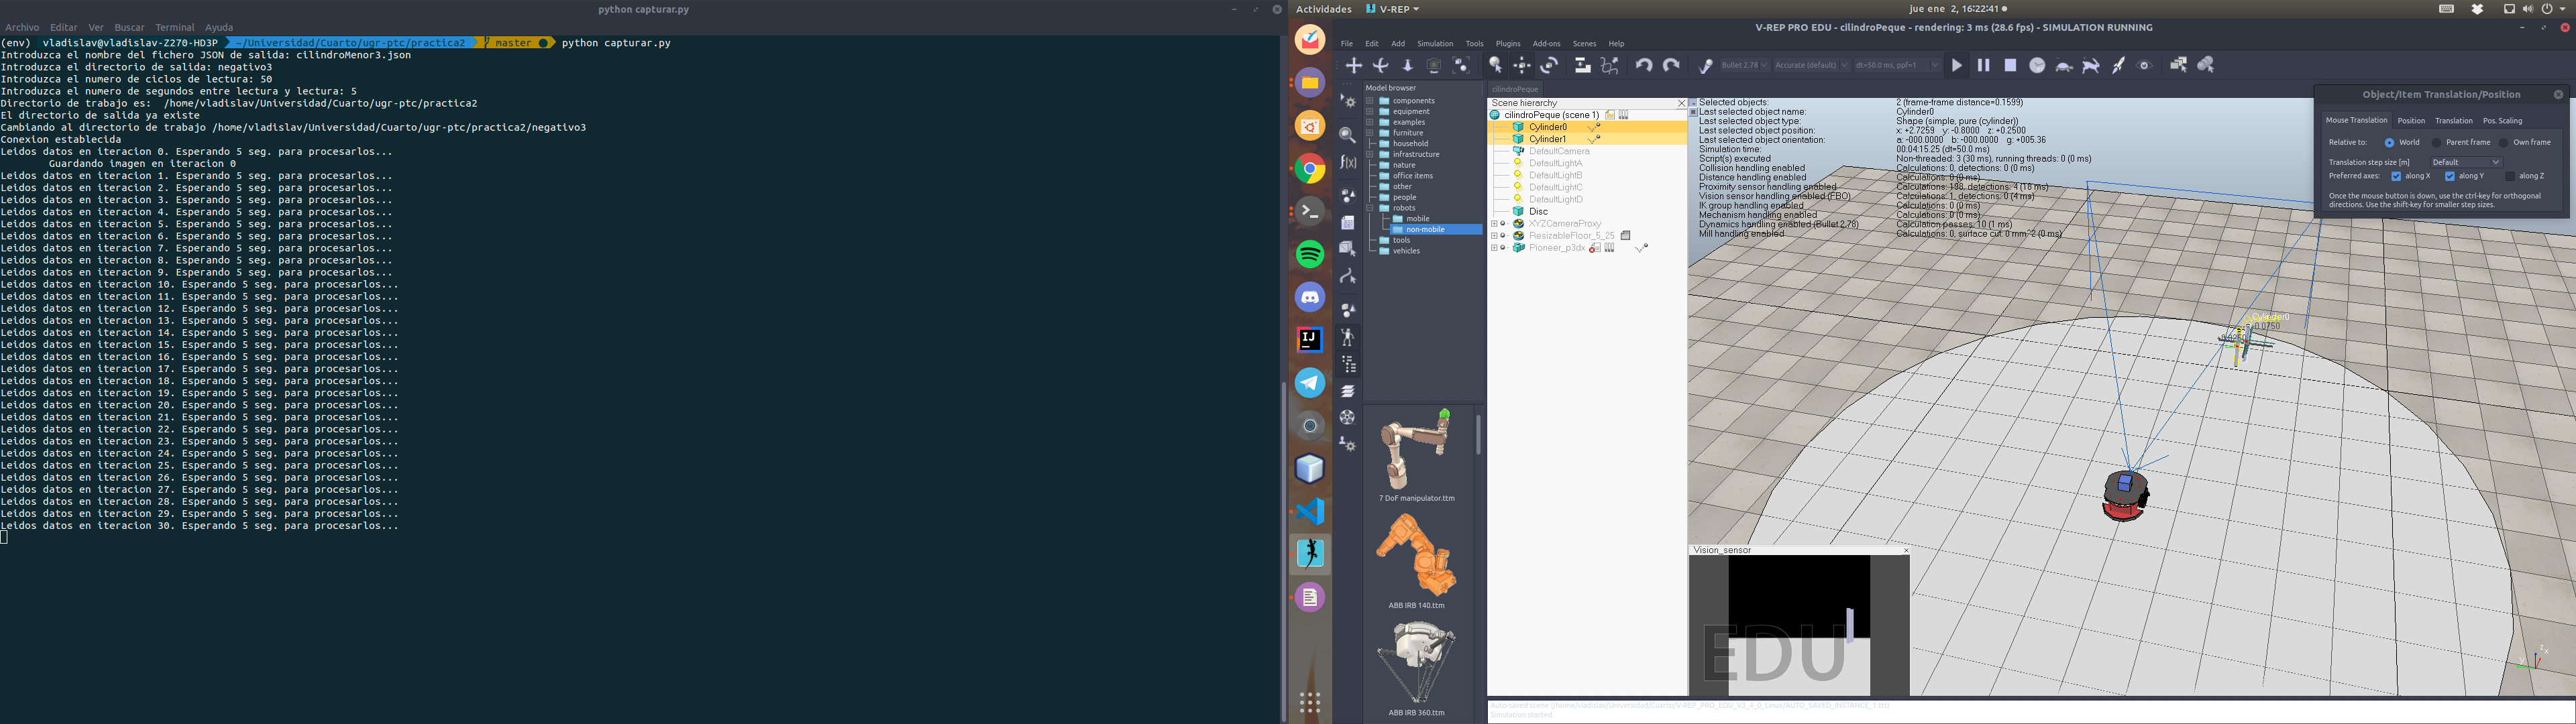 python capturar.py
Archivo Editar Ver Buscar Terminal Ayuda
(env) vladislav@vladislav-Z270-HD3P ~/Universidad/Cuarto/ugr-ptc/practica2 master ● python capturar.py
Introduzca el nombre del fichero JSON de salida: cilindroMenor3.json
Introduzca el directorio de salida: negativo3
Introduzca el numero de ciclos de lectura: 50
Introduzca el numero de segundos entre lectura y lectura: 5
Directorio de trabajo es: /home/vladislav/Universidad/Cuarto/ugr-ptc/practica2
El directorio de salida ya existe
Cambiando al directorio de trabajo /home/vladislav/Universidad/Cuarto/ugr-ptc/practica2/negativo3
Conexion establecida
Leidos datos en iteracion 0. Esperando 5 seg. para procesarlos...
Guardando imagen en iteracion 0
Leidos datos en iteracion 1. Esperando 5 seg. para procesarlos...
Leidos datos en iteracion 2. Esperando 5 seg. para procesarlos...
Leidos datos en iteracion 3. Esperando 5 seg. para procesarlos...
Leidos datos en iteracion 4. Esperando 5 seg. para procesarlos...
Leidos datos en iteracion 5. Esperando 5 seg. para procesarlos...
Leidos datos en iteracion 6. Esperando 5 seg. para procesarlos...
Leidos datos en iteracion 7. Esperando 5 seg. para procesarlos...
Leidos datos en iteracion 8. Esperando 5 seg. para procesarlos...
Leidos datos en iteracion 9. Esperando 5 seg. para procesarlos...
Leidos datos en iteracion 10. Esperando 5 seg. para procesarlos...
Leidos datos en iteracion 11. Esperando 5 seg. para procesarlos...
Leidos datos en iteracion 12. Esperando 5 seg. para procesarlos...
Leidos datos en iteracion 13. Esperando 5 seg. para procesarlos...
Leidos datos en iteracion 14. Esperando 5 seg. para procesarlos...
Leidos datos en iteracion 15. Esperando 5 seg. para procesarlos...
Leidos datos en iteracion 16. Esperando 5 seg. para procesarlos...
Leidos datos en iteracion 17. Esperando 5 seg. para procesarlos...
Leidos datos en iteracion 18. Esperando 5 seg. para procesarlos...
Leidos datos en iteracion 19. Esperando 5 seg. para procesarlos...
Leidos datos en iteracion 20. Esperando 5 seg. para procesarlos...
Leidos datos en iteracion 21. Esperando 5 seg. para procesarlos...
Leidos datos en iteracion 22. Esperando 5 seg. para procesarlos...
Leidos datos en iteracion 23. Esperando 5 seg. para procesarlos...
Leidos datos en iteracion 24. Esperando 5 seg. para procesarlos...
Leidos datos en iteracion 25. Esperando 5 seg. para procesarlos...
Leidos datos en iteracion 26. Esperando 5 seg. para procesarlos...
Leidos datos en iteracion 27. Esperando 5 seg. para procesarlos...
Leidos datos en iteracion 28. Esperando 5 seg. para procesarlos...
Leidos datos en iteracion 29. Esperando 5 seg. para procesarlos...
Leidos datos en iteracion 30. Esperando 5 seg. para procesarlos...
Actividades V-REP jue ene 2, 16:22:41
V-REP PRO EDU - cilindroPeque - rendering: 3 ms (28.6 fps) - SIMULATION RUNNING
File Edit Add Simulation Tools Plugins Add-ons Scenes Help
Bullet 2.78 Accurate (default) dt=50.0 ms, ppf=1
Model browser
components
equipment
examples
furniture
household
infrastructure
nature
office items
other
people
robots
mobile
non-mobile
tools
vehicles
7 DoF manipulator.ttm
ABB IRB 140.ttm
ABB IRB 360.ttm
cilindroPeque
Scene hierarchy
cilindroPeque (scene 1)
Cylinder0
Cylinder1
DefaultCamera
DefaultLightA
DefaultLightB
DefaultLightC
DefaultLightD
Disc
XYZCameraProxy
ResizableFloor_5_25
Pioneer_p3dx
Selected objects: 2 (frame-frame distance=0.1599)
Last selected object name: Cylinder0
Last selected object type: Shape (simple, pure (cylinder))
Last selected object position: x: +2.7259 y: -0.8000 z: +0.2500
Last selected object orientation: a: -000.0000 b: -000.0000 g: +005.36
Simulation time: 00:04:15.25 (dt=50.0 ms)
Script(s) executed Non-threaded: 3 (30 ms), running threads: 0 (0 ms)
Collision handling enabled Calculations: 0, detections: 0 (0 ms)
Distance handling enabled Calculations: 0 (0 ms)
Proximity sensor handling enabled Calculations: 188, detections: 4 (18 ms)
Vision sensor handling enabled (FBO) Calculations: 1, detections: 0 (4 ms)
IK group handling enabled Calculations: 0 (0 ms)
Mechanism handling enabled Calculations: 0 (0 ms)
Dynamics handling enabled (Bullet 2.78) Calculation passes: 10 (1 ms)
Mill handling enabled Calculations: 0, surface cut: 0 mm^2 (0 ms)
Object/Item Translation/Position
Mouse Translation Position Translation Pos. Scaling
Relative to: World Parent frame Own frame
Translation step size [m] Default
Preferred axes: along X along Y along Z
Once the mouse button is down, use the ctrl-key for orthogonal
directions. Use the shift-key for smaller step sizes.
Cylinder0
Vision_sensor
EDU
Auto-saved scene (/home/vladislav/Universidad/Cuarto/V-REP_PRO_EDU_V3_4_0_Linux/AUTO_SAVED_INSTANCE_1.ttt)
Simulation started.